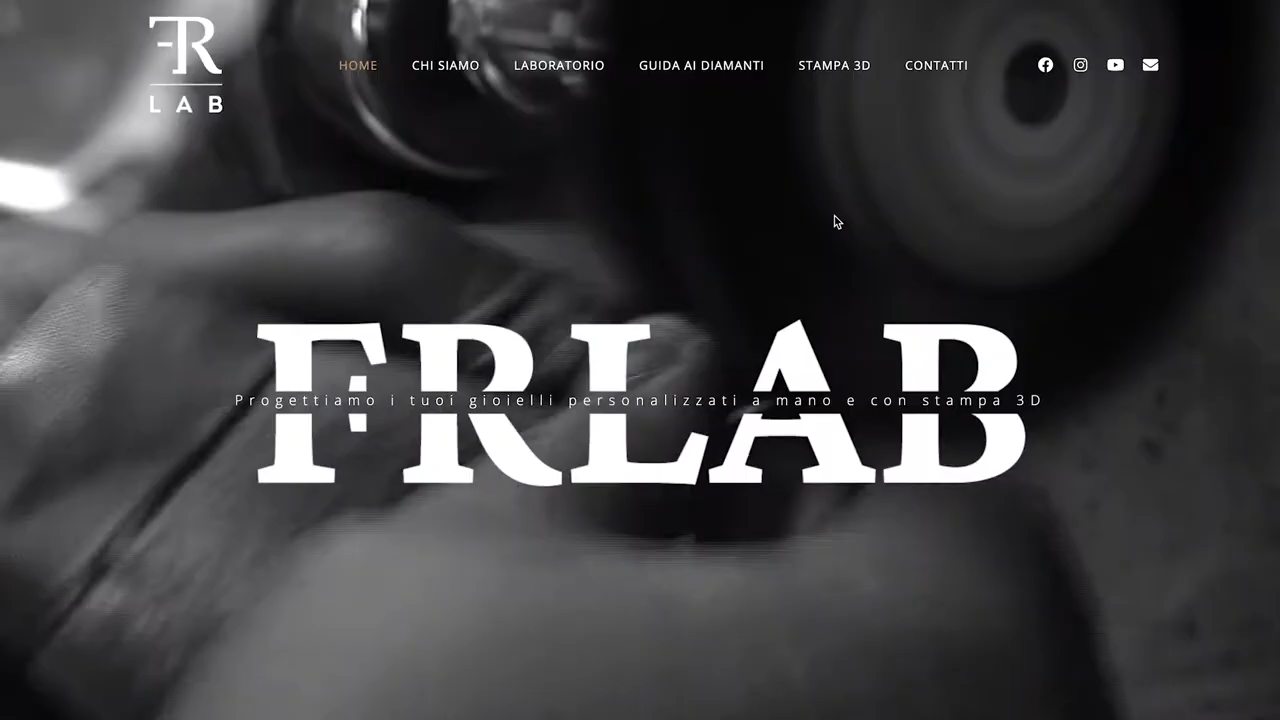 FR
LAB
HOME CHI SIAMO LABORATORIO GUIDA AI DIAMANTI STAMPA 3D CONTATTI
FRLAB
Progettiamo i tuoi gioielli personalizzati a mano e con stampa 3D